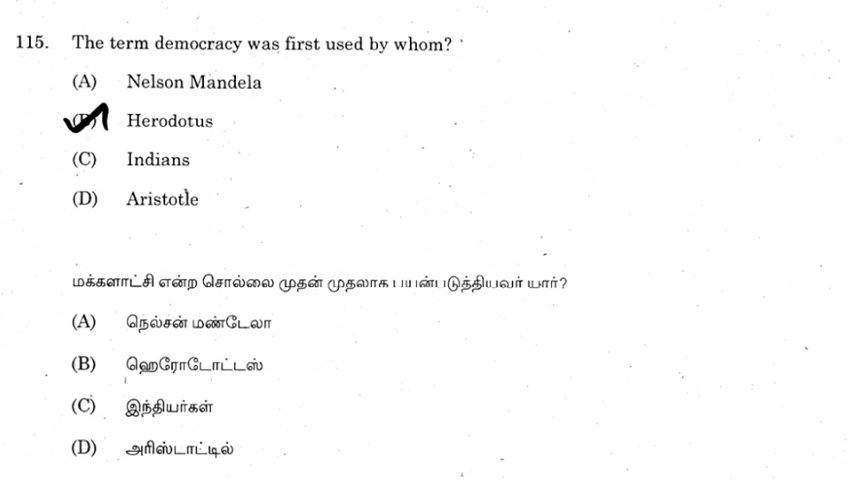 115. The term democracy was first used by whom?
(A) Nelson Mandela
(B) Herodotus
(C) Indians
(D) Aristotle
மக்களாட்சி என்ற சொல்லை முதன் முதலாக பயன்படுத்தியவர் யார்?
(A) நெல்சன் மண்டேலா
(B) ஹெரோடோட்டஸ்
(C) இந்தியர்கள்
(D) அரிஸ்டாட்டில்